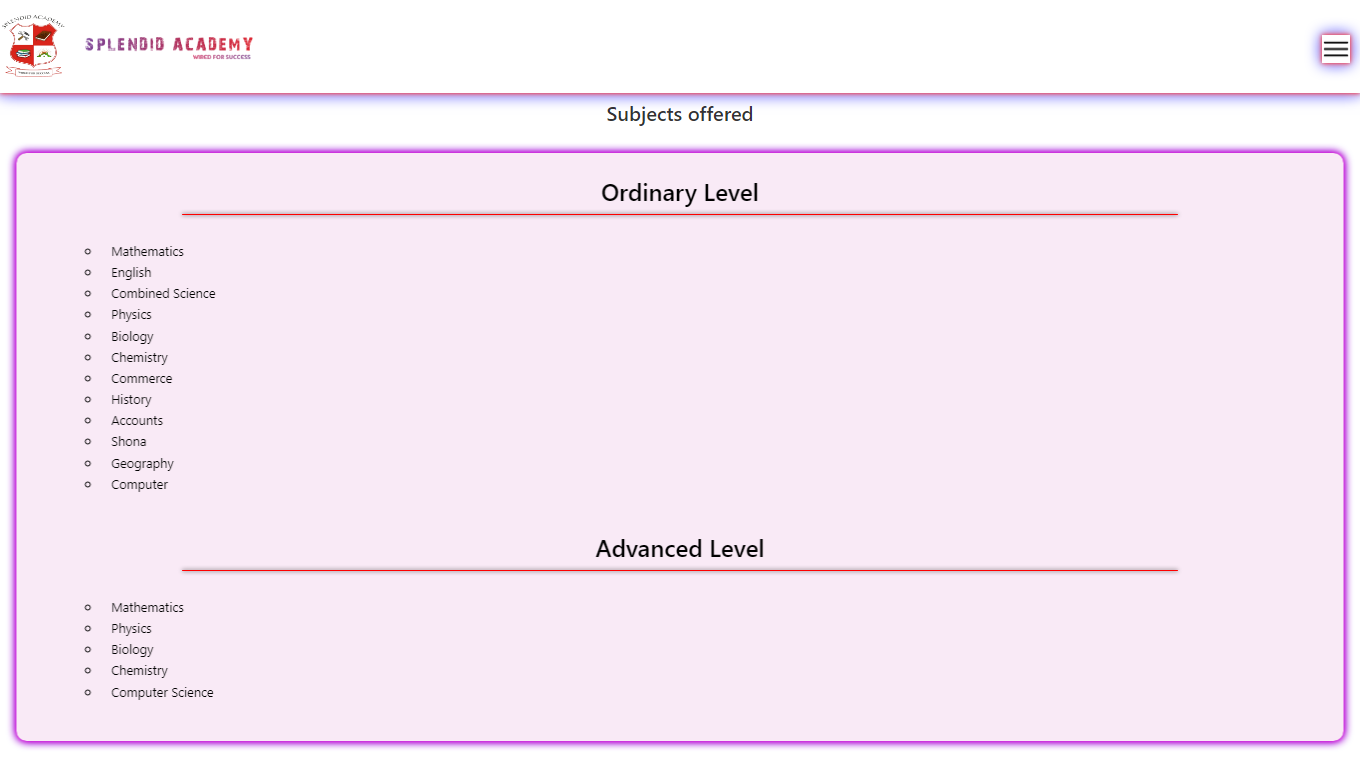 SPLENDID ACADEMY
SPLENDID ACADEMY
WIRED FOR SUCCESS
Subjects offered
Ordinary Level
Mathematics
English
Combined Science
Physics
Biology
Chemistry
Commerce
History
Accounts
Shona
Geography
Computer
Advanced Level
Mathematics
Physics
Biology
Chemistry
Computer Science